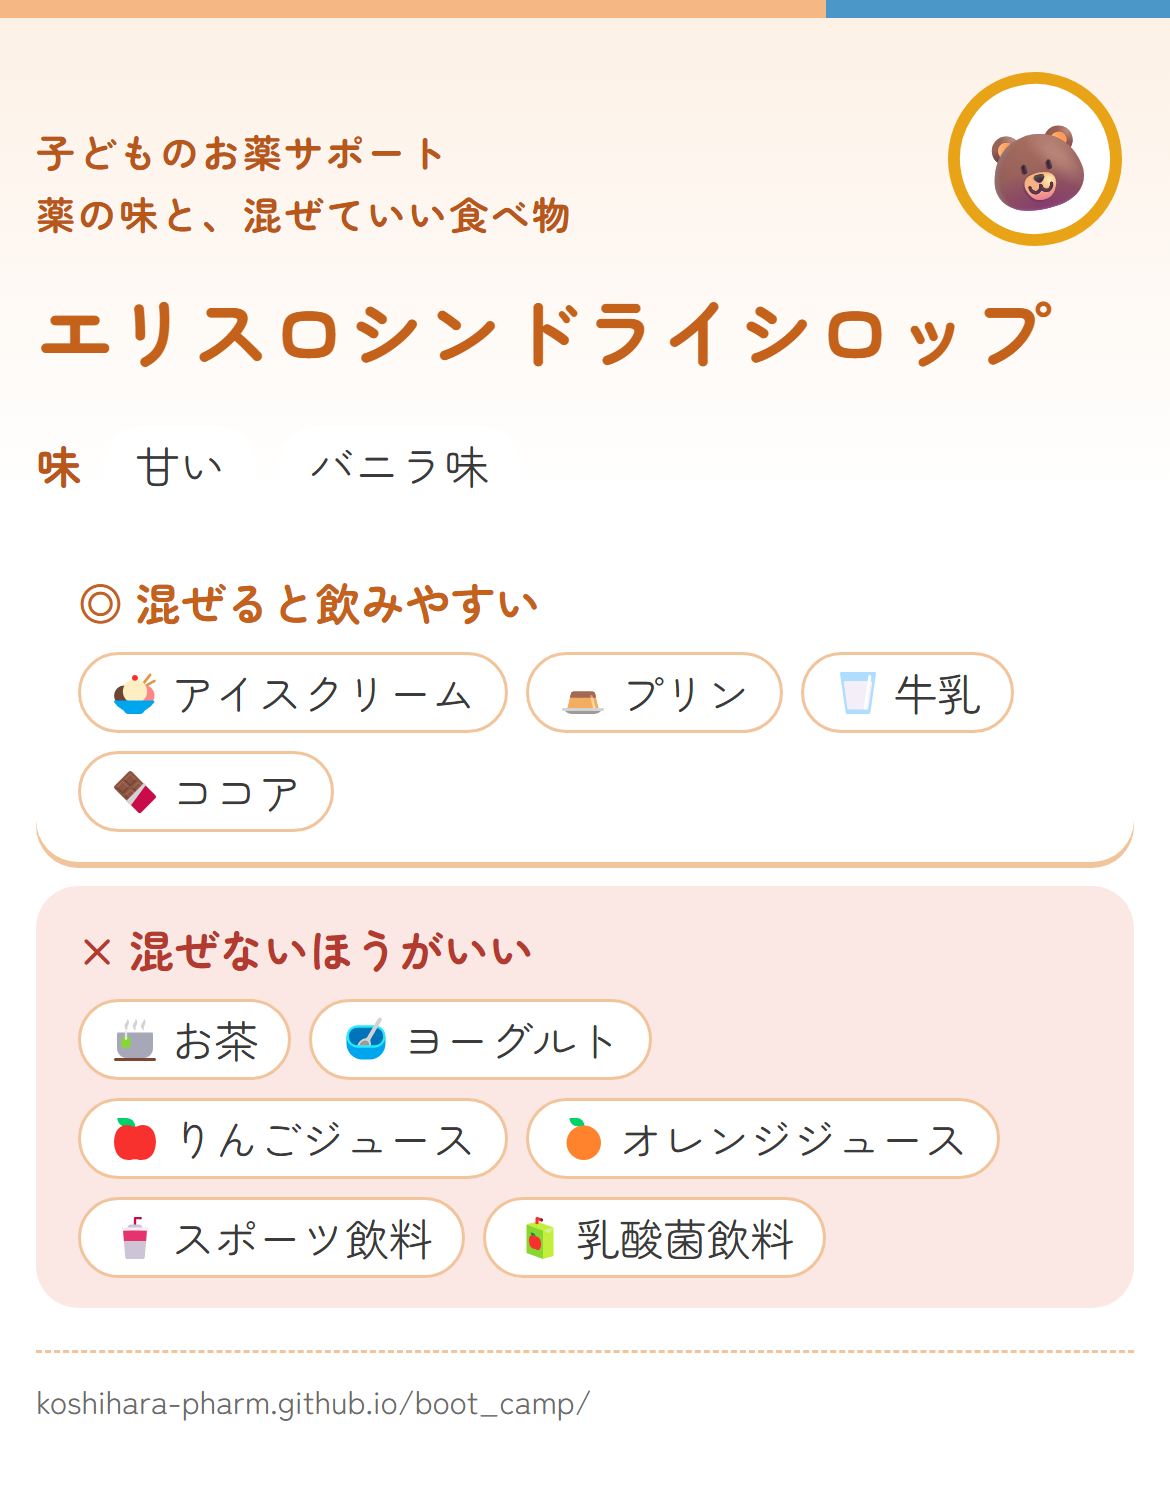 子どものお薬サポート
薬の味と、混ぜていい食べ物
エリスロシンドライシロップ
味 甘い バニラ味
◎ 混ぜると飲みやすい
アイスクリーム プリン 牛乳
ココア
× 混ぜないほうがいい
お茶 ヨーグルト
りんごジュース オレンジジュース
スポーツ飲料 乳酸菌飲料
koshihara-pharm.github.io/boot_camp/